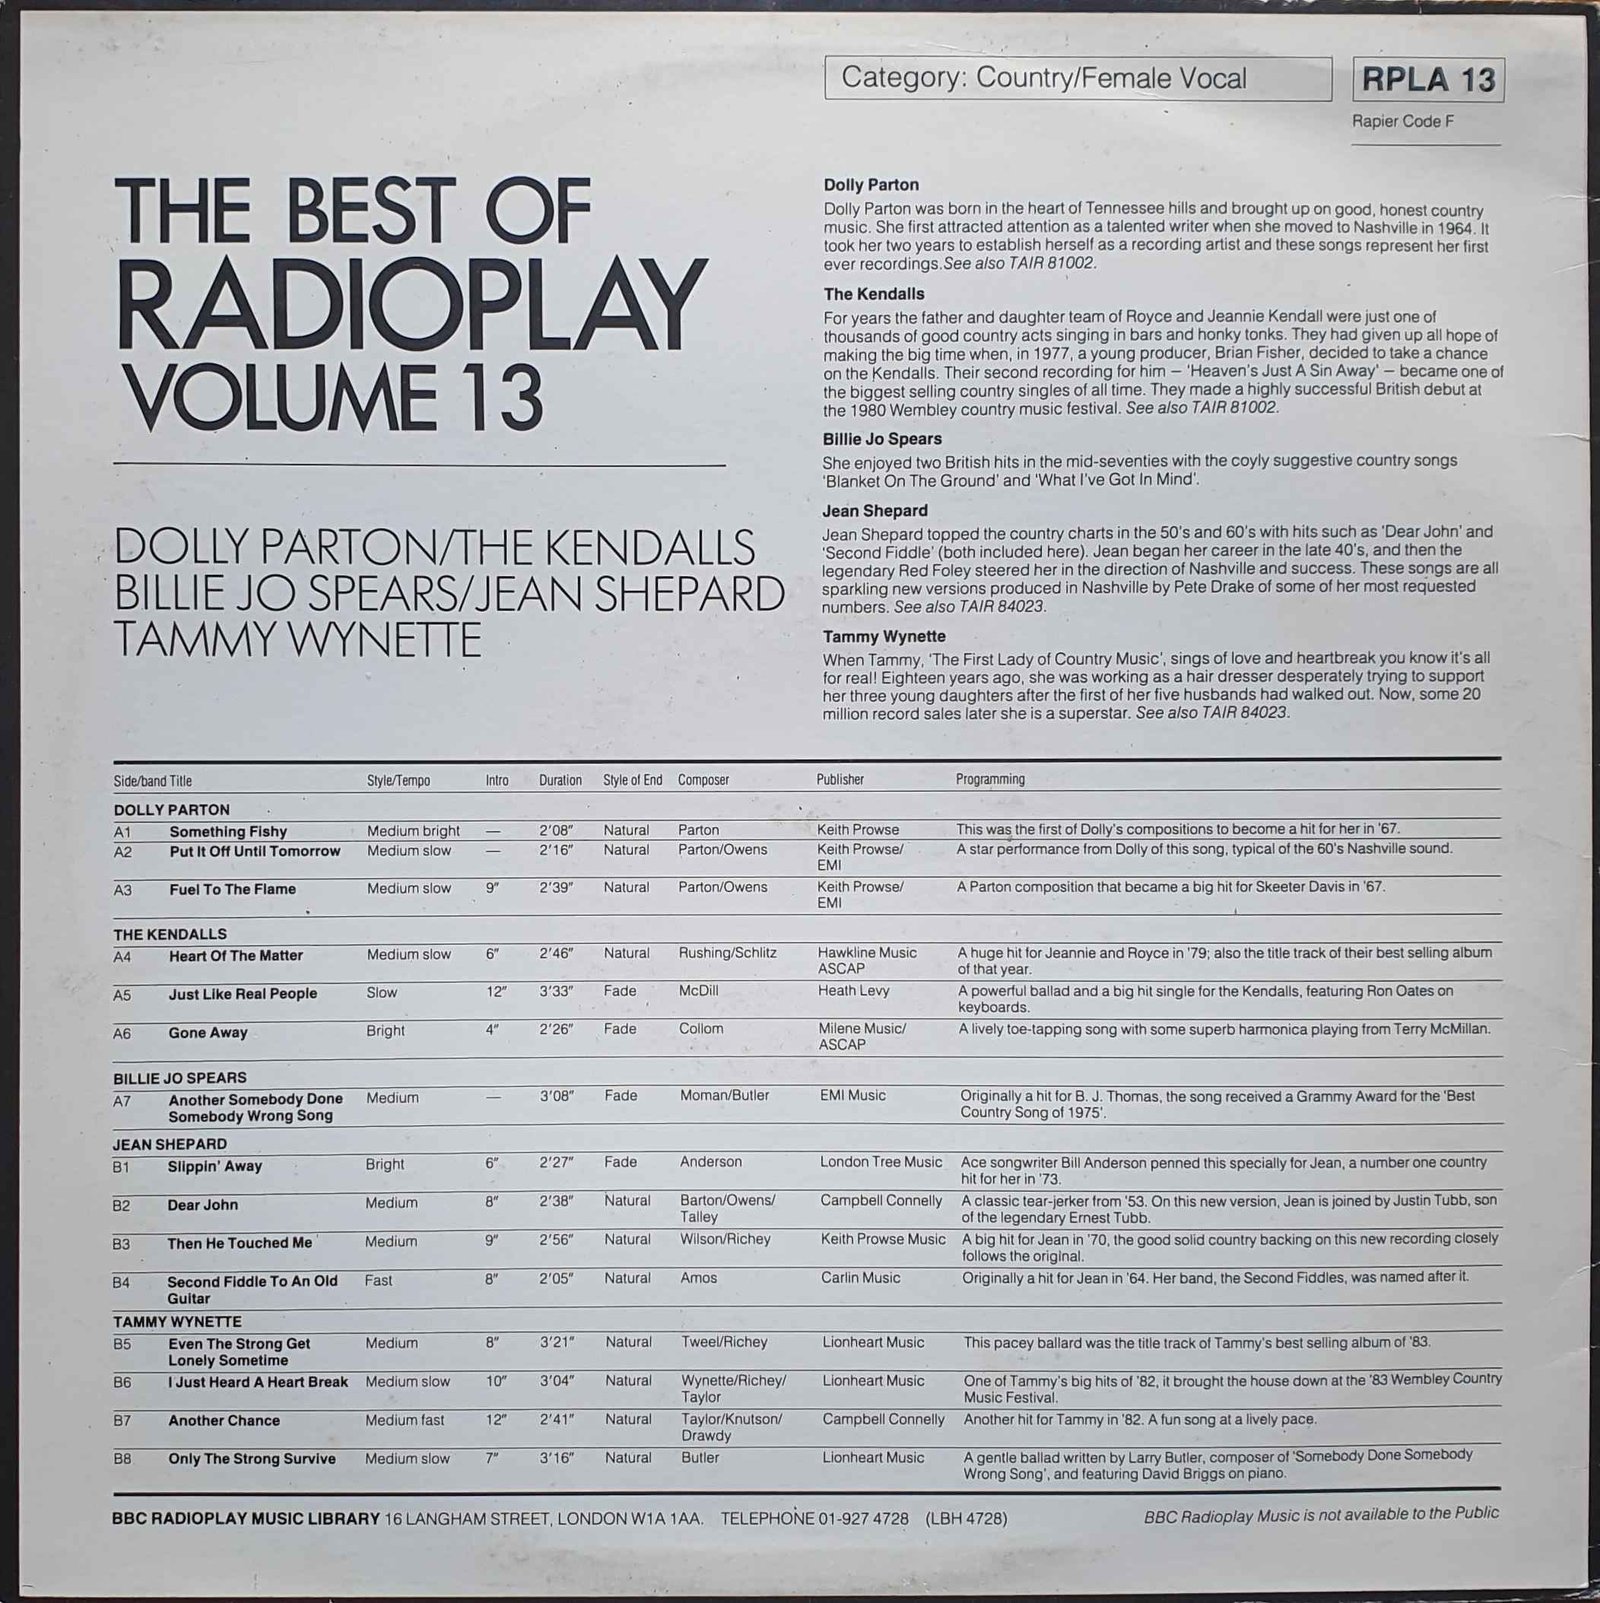 Category: Country/Female Vocal
RPLA 13
Rapier Code F
THE BEST OF
RADIOPLAY
VOLUME 13
DOLLY PARTON/THE KENDALLS
BILLIE JO SPEARS/JEAN SHEPARD
TAMMY WYNETTE
Dolly Parton
Dolly Parton was born in the heart of Tennessee hills and brought up on good, honest country
music. She first attracted attention as a talented writer when she moved to Nashville in 1964. It
took her two years to establish herself as a recording artist and these songs represent her first
ever recordings.See also TAIR 81002.
The Kendalls
For years the father and daughter team of Royce and Jeannie Kendall were just one of
thousands of good country acts singing in bars and honky tonks. They had given up all hope of
making the big time when, in 1977, a young producer, Brian Fisher, decided to take a chance
on the Kendalls. Their second recording for him – 'Heaven's Just A Sin Away' – became one of
the biggest selling country singles of all time. They made a highly successful British debut at
the 1980 Wembley country music festival. See also TAIR 81002.
Billie Jo Spears
She enjoyed two British hits in the mid-seventies with the coyly suggestive country songs
'Blanket On The Ground' and 'What I've Got In Mind'.
Jean Shepard
Jean Shepard topped the country charts in the 50's and 60's with hits such as 'Dear John' and
'Second Fiddle' (both included here). Jean began her career in the late 40's, and then the
legendary Red Foley steered her in the direction of Nashville and success. These songs are all
sparkling new versions produced in Nashville by Pete Drake of some of her most requested
numbers. See also TAIR 84023.
Tammy Wynette
When Tammy, 'The First Lady of Country Music', sings of love and heartbreak you know it's all
for real! Eighteen years ago, she was working as a hair dresser desperately trying to support
her three young daughters after the first of her five husbands had walked out. Now, some 20
million record sales later she is a superstar. See also TAIR 84023.
Side/band Title Style/Tempo Intro Duration Style of End Composer Publisher Programming
DOLLY PARTON
A1 Something Fishy Medium bright — 2'08" Natural Parton Keith Prowse This was the first of Dolly's compositions to become a hit for her in '67.
A2 Put It Off Until Tomorrow Medium slow — 2'16" Natural Parton/Owens Keith Prowse/ A star performance from Dolly of this song, typical of the 60's Nashville sound.
EMI
A3 Fuel To The Flame Medium slow 9" 2'39" Natural Parton/Owens Keith Prowse/ A Parton composition that became a big hit for Skeeter Davis in '67.
EMI
THE KENDALLS
A4 Heart Of The Matter Medium slow 6" 2'46" Natural Rushing/Schlitz Hawkline Music A huge hit for Jeannie and Royce in '79; also the title track of their best selling album
ASCAP of that year.
A5 Just Like Real People Slow 12" 3'33" Fade McDill Heath Levy A powerful ballad and a big hit single for the Kendalls, featuring Ron Oates on
keyboards.
A6 Gone Away Bright 4" 2'26" Fade Collom Milene Music/ A lively toe-tapping song with some superb harmonica playing from Terry McMillan.
ASCAP
BILLIE JO SPEARS
A7 Another Somebody Done Medium — 3'08" Fade Moman/Butler EMI Music Originally a hit for B. J. Thomas, the song received a Grammy Award for the 'Best
Somebody Wrong Song Country Song of 1975'.
JEAN SHEPARD
B1 Slippin' Away Bright 6" 2'27" Fade Anderson London Tree Music Ace songwriter Bill Anderson penned this specially for Jean, a number one country
hit for her in '73.
B2 Dear John Medium 8" 2'38" Natural Barton/Owens/ Campbell Connelly A classic tear-jerker from '53. On this new version, Jean is joined by Justin Tubb, son
Talley of the legendary Ernest Tubb.
B3 Then He Touched Me Medium 9" 2'56" Natural Wilson/Richey Keith Prowse Music A big hit for Jean in '70, the good solid country backing on this new recording closely
follows the original.
B4 Second Fiddle To An Old Fast 8" 2'05" Natural Amos Carlin Music Originally a hit for Jean in '64. Her band, the Second Fiddles, was named after it.
Guitar
TAMMY WYNETTE
B5 Even The Strong Get Medium 8" 3'21" Natural Tweel/Richey Lionheart Music This pacey ballard was the title track of Tammy's best selling album of '83.
Lonely Sometime
B6 I Just Heard A Heart Break Medium slow 10" 3'04" Natural Wynette/Richey/ Lionheart Music One of Tammy's big hits of '82, it brought the house down at the '83 Wembley Country
Taylor Music Festival.
B7 Another Chance Medium fast 12" 2'41" Natural Taylor/Knutson/ Campbell Connelly Another hit for Tammy in '82. A fun song at a lively pace.
Drawdy
B8 Only The Strong Survive Medium slow 7" 3'16" Natural Butler Lionheart Music A gentle ballad written by Larry Butler, composer of 'Somebody Done Somebody
Wrong Song', and featuring David Briggs on piano.
BBC RADIOPLAY MUSIC LIBRARY 16 LANGHAM STREET, LONDON W1A 1AA. TELEPHONE 01-927 4728 (LBH 4728)
BBC Radioplay Music is not available to the Public